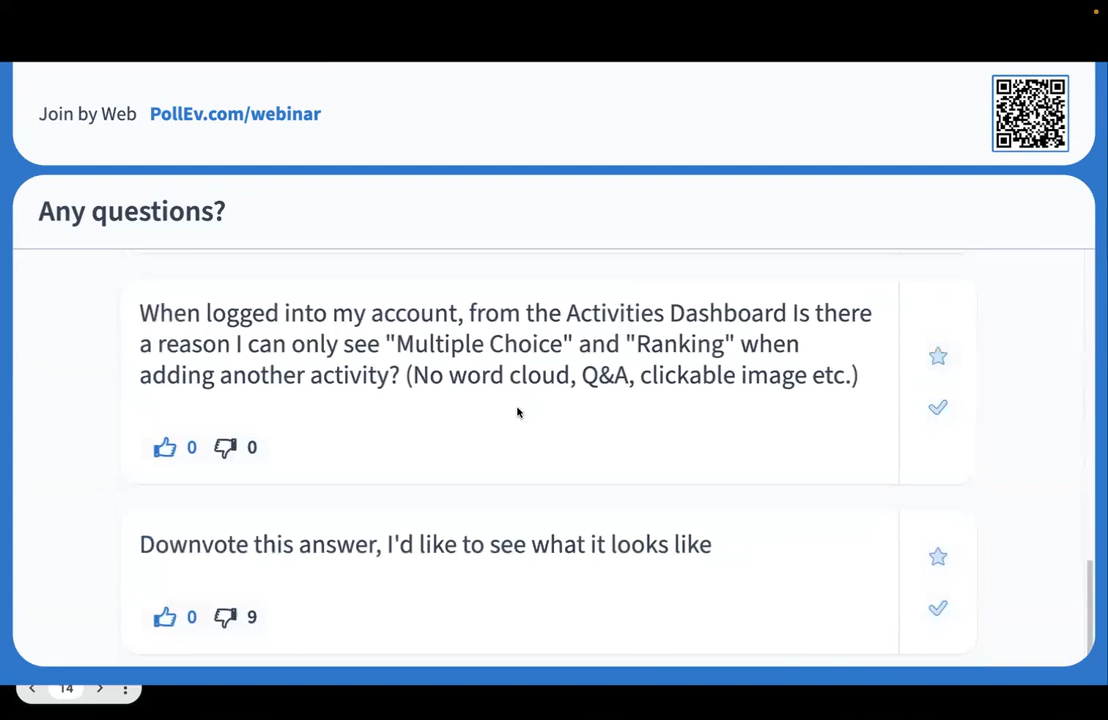 Join by Web PollEv.com/webinar
Any questions?
When logged into my account, from the Activities Dashboard Is there
a reason I can only see "Multiple Choice" and "Ranking" when
adding another activity? (No word cloud, Q&A, clickable image etc.)
0 0
Downvote this answer, I'd like to see what it looks like
0 9
14